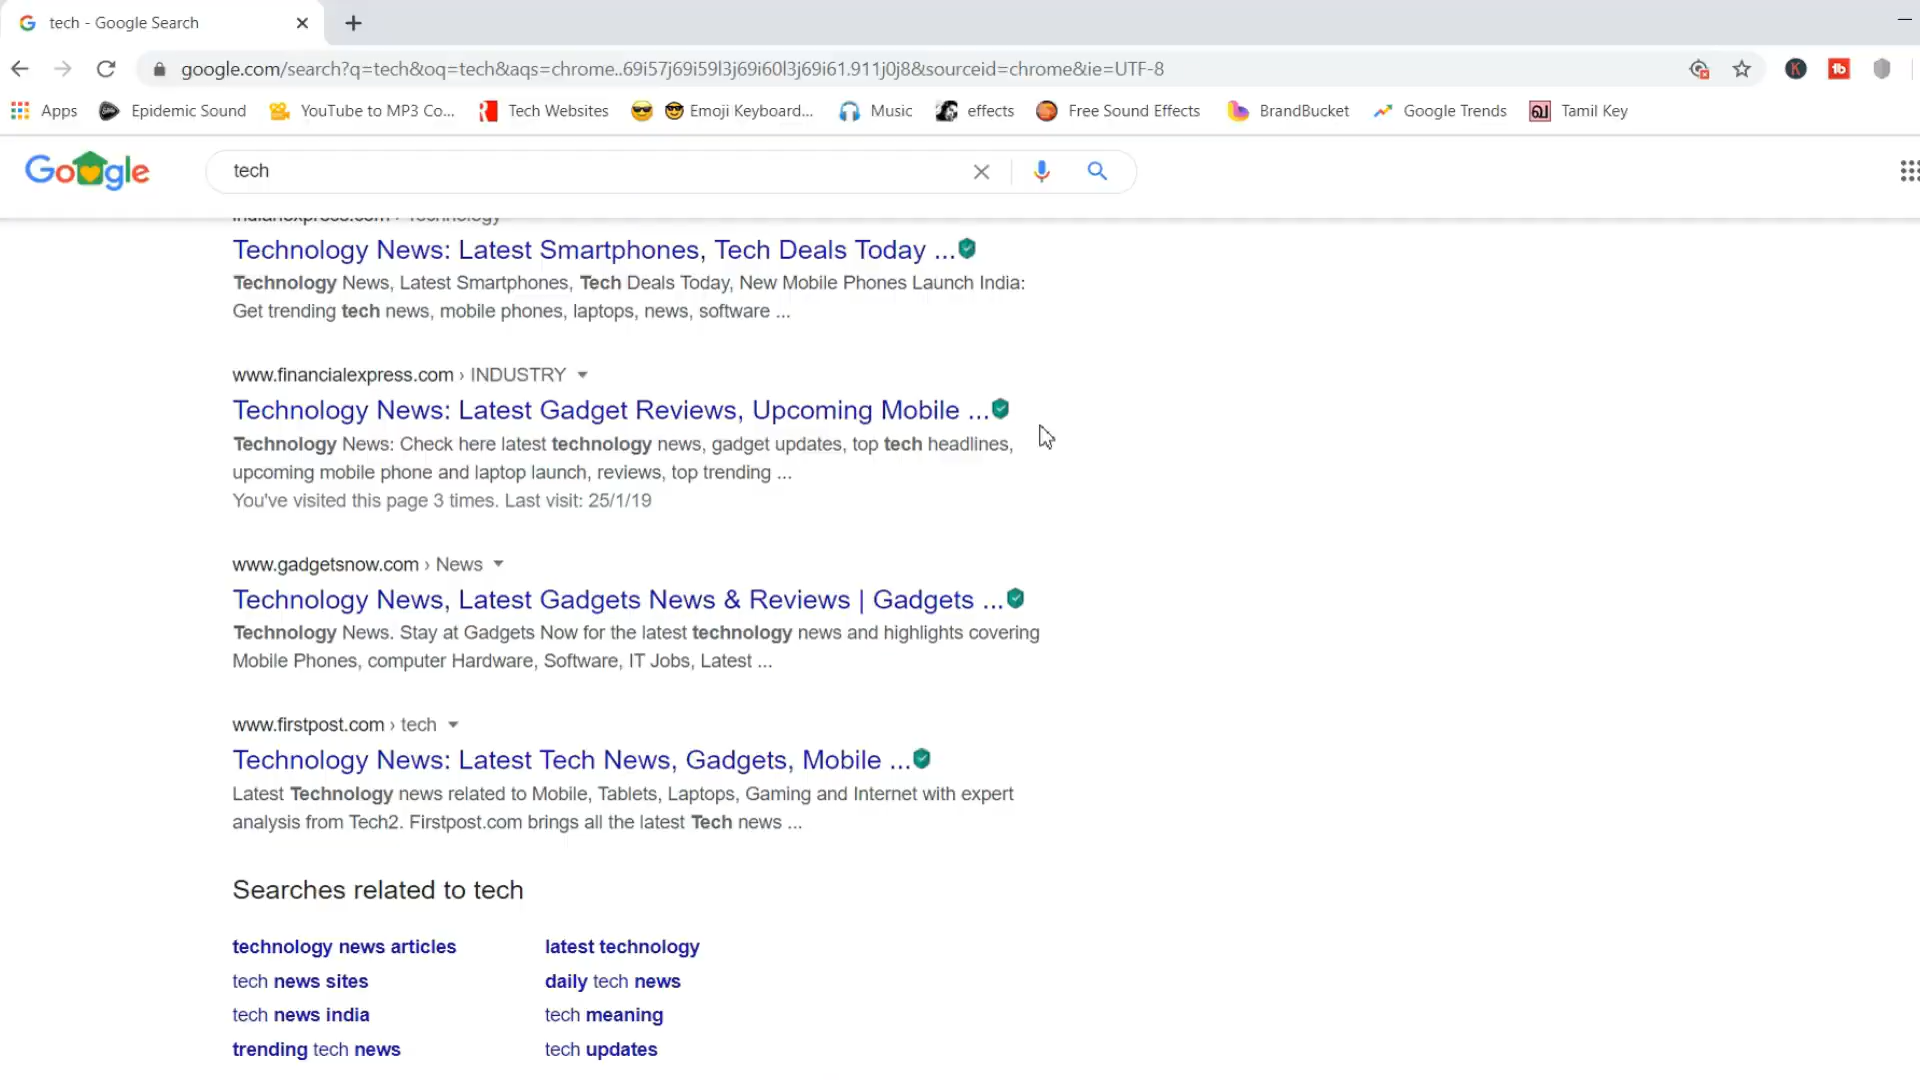 tech - Google Search
google.com/search?q=tech&oq=tech&aqs=chrome..69i57j69i59l3j69i60l3j69i61.911j0j8&sourceid=chrome&ie=UTF-8
Apps Epidemic Sound YouTube to MP3 Co... Tech Websites Emoji Keyboard... Music effects Free Sound Effects BrandBucket Google Trends Tamil Key
Google tech
indianexpress.com › Technology
Technology News: Latest Smartphones, Tech Deals Today ...
Technology News, Latest Smartphones, Tech Deals Today, New Mobile Phones Launch India:
Get trending tech news, mobile phones, laptops, news, software ...
www.financialexpress.com › INDUSTRY
Technology News: Latest Gadget Reviews, Upcoming Mobile ...
Technology News: Check here latest technology news, gadget updates, top tech headlines,
upcoming mobile phone and laptop launch, reviews, top trending ...
You've visited this page 3 times. Last visit: 25/1/19
www.gadgetsnow.com › News
Technology News, Latest Gadgets News & Reviews | Gadgets ...
Technology News. Stay at Gadgets Now for the latest technology news and highlights covering
Mobile Phones, computer Hardware, Software, IT Jobs, Latest ...
www.firstpost.com › tech
Technology News: Latest Tech News, Gadgets, Mobile ...
Latest Technology news related to Mobile, Tablets, Laptops, Gaming and Internet with expert
analysis from Tech2. Firstpost.com brings all the latest Tech news ...
Searches related to tech
technology news articles latest technology
tech news sites daily tech news
tech news india tech meaning
trending tech news tech updates